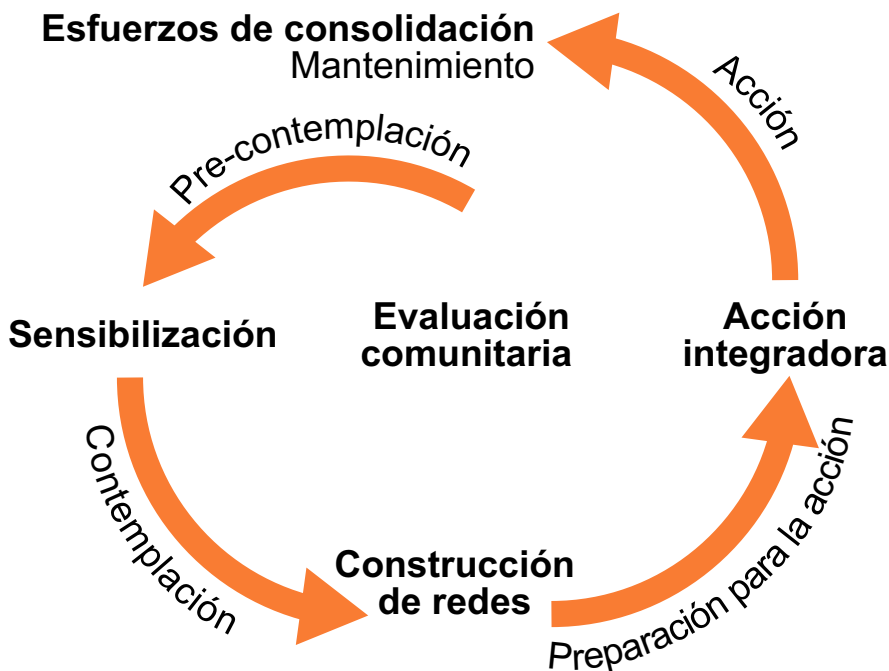 Esfuerzos de consolidación
Mantenimiento
Acción
Pre-contemplación
Sensibilización
Evaluación
comunitaria
Acción
integradora
Contemplación
Construcción
de redes
Preparación para la acción